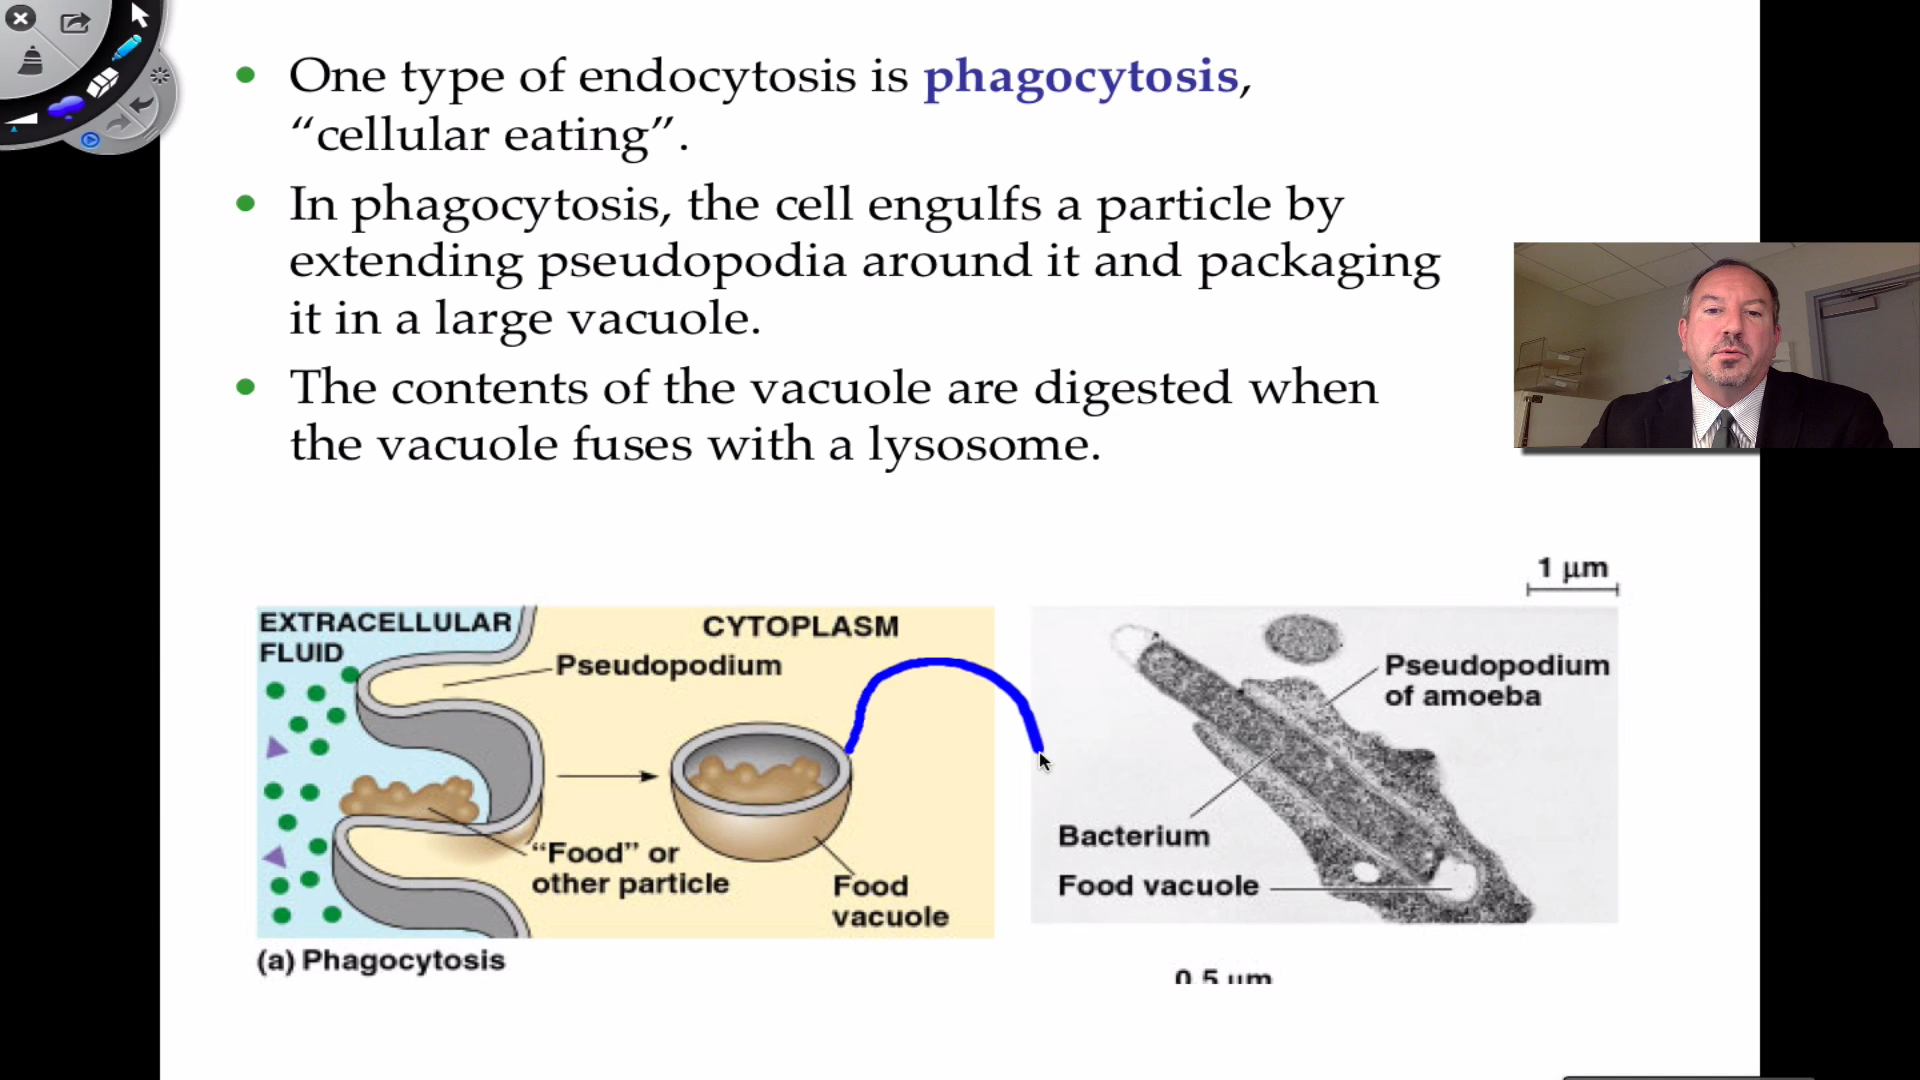 One type of endocytosis is phagocytosis,
“cellular eating”.
In phagocytosis, the cell engulfs a particle by
extending pseudopodia around it and packaging
it in a large vacuole.
The contents of the vacuole are digested when
the vacuole fuses with a lysosome.
1 μm
EXTRACELLULAR
FLUID
CYTOPLASM
Pseudopodium
“Food” or
other particle
Food
vacuole
(a) Phagocytosis
Pseudopodium
of amoeba
Bacterium
Food vacuole
0.5 μm